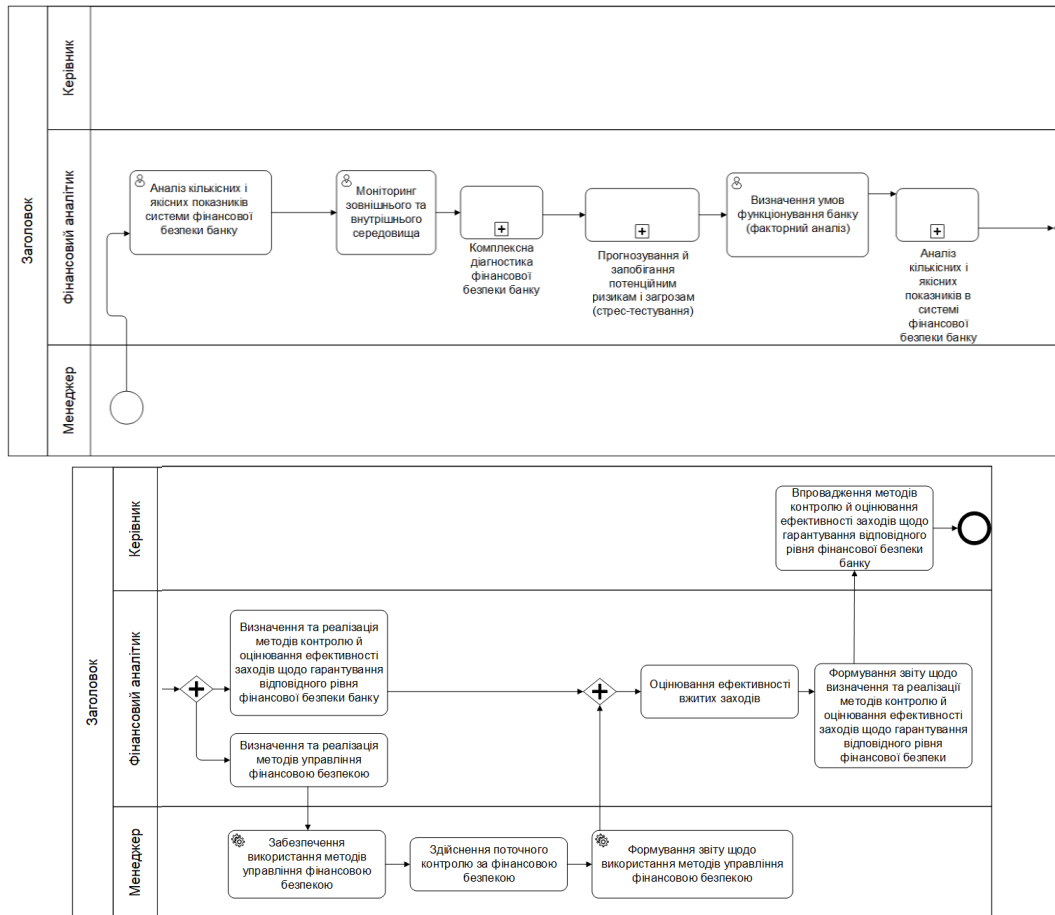 Заголовок
Керівник
Фінансовий аналітик
Менеджер
Аналіз кількісних і
якісних показників
системи фінансової
безпеки банку
Моніторинг
зовнішнього та
внутрішнього
середовища
Комплексна
діагностика
фінансової
безпеки банку
Прогнозування й
запобігання
потенційним
ризикам і загрозам
(стрес-тестування)
Визначення умов
функціонування банку
(факторний аналіз)
Аналіз
кількісних і
якісних
показників в
системі
фінансової
безпеки банку
Заголовок
Керівник
Фінансовий аналітик
Менеджер
Впровадження методів
контролю й оцінювання
ефективності заходів щодо
гарантування відповідного
рівня фінансової безпеки
банку
Визначення та реалізація
методів контролю й
оцінювання ефективності
заходів щодо гарантування
відповідного рівня
фінансової безпеки банку
Визначення та реалізація
методів управління
фінансовою безпекою
Оцінювання ефективності
вжитих заходів
Формування звіту щодо
визначення та реалізації
методів контролю й
оцінювання ефективності
заходів щодо гарантування
відповідного рівня
фінансової безпеки
Забезпечення
використання методів
управління фінансовою
безпекою
Здійснення поточного
контролю за фінансовою
безпекою
Формування звіту щодо
використання методів управління
фінансовою безпекою